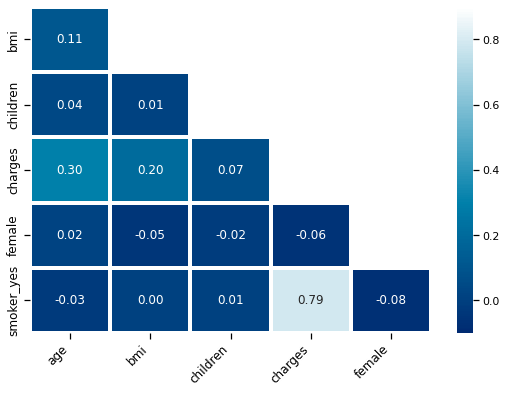 bmi 0.11
children 0.04 0.01
charges 0.30 0.20 0.07
female 0.02 -0.05 -0.02 -0.06
smoker_yes -0.03 0.00 0.01 0.79 -0.08
age bmi children charges female
0.8
0.6
0.4
0.2
0.0